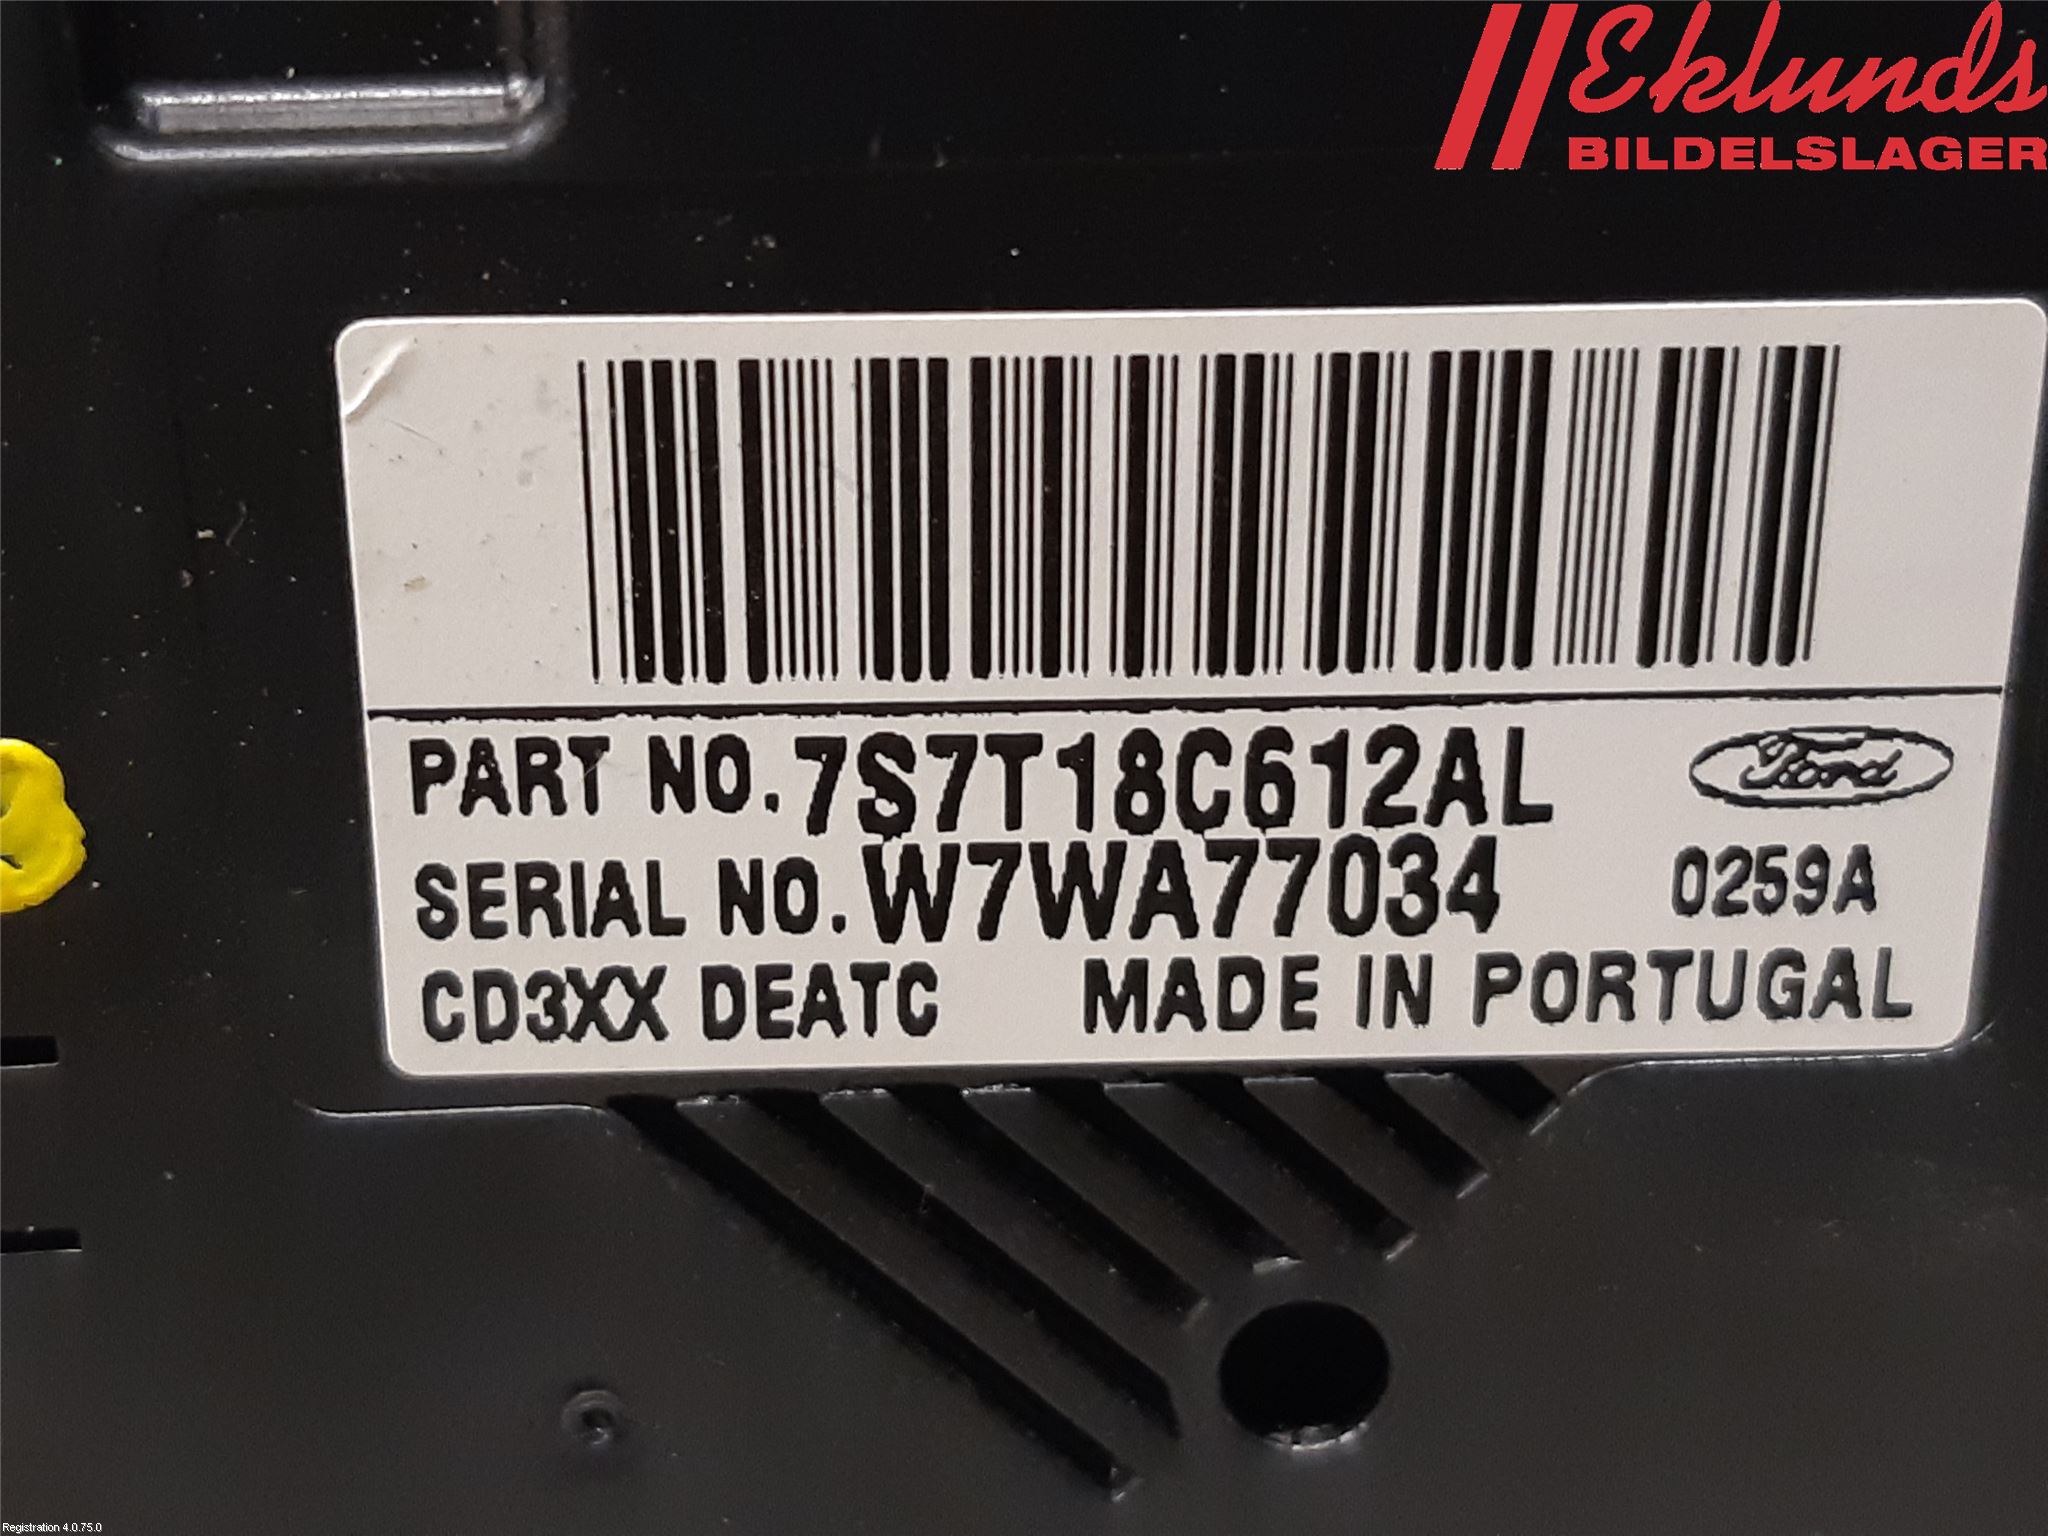 Eklunds
BILDELSLAGER
PART NO. 7S7T18C612AL
Ford
SERIAL NO. W7WA77034
0259A
CD3XX DEATC MADE IN PORTUGAL
Registration 4.0.75.0